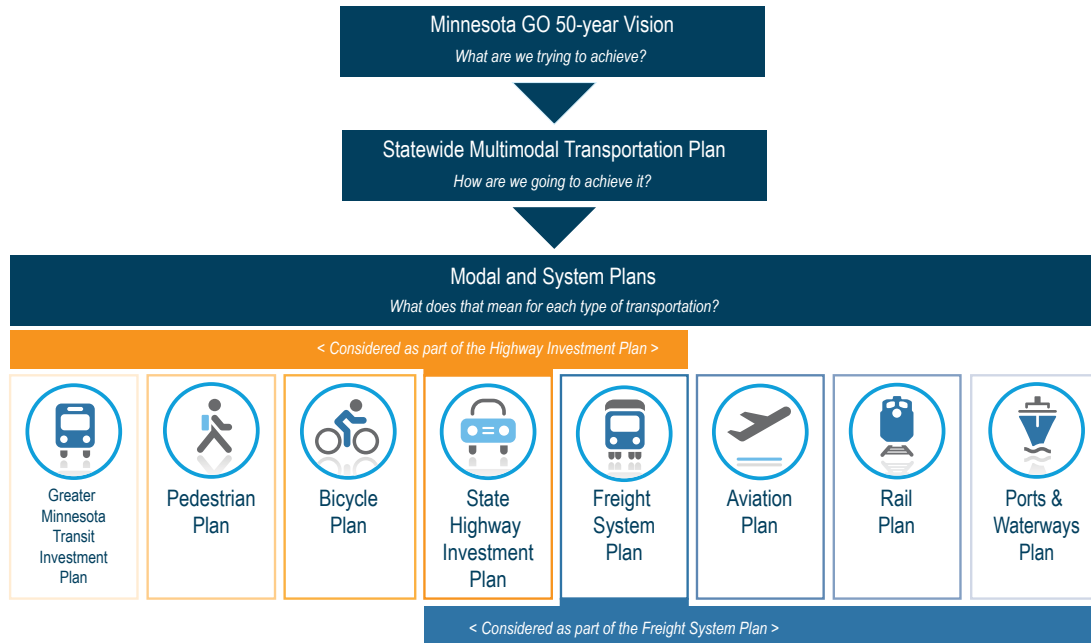 Minnesota GO 50-year Vision
What are we trying to achieve?
Statewide Multimodal Transportation Plan
How are we going to achieve it?
Modal and System Plans
What does that mean for each type of transportation?
< Considered as part of the Highway Investment Plan >
Greater
Minnesota
Transit
Investment
Plan
Pedestrian
Plan
Bicycle
Plan
State
Highway
Investment
Plan
Freight
System
Plan
Aviation
Plan
Rail
Plan
Ports &
Waterways
Plan
< Considered as part of the Freight System Plan >